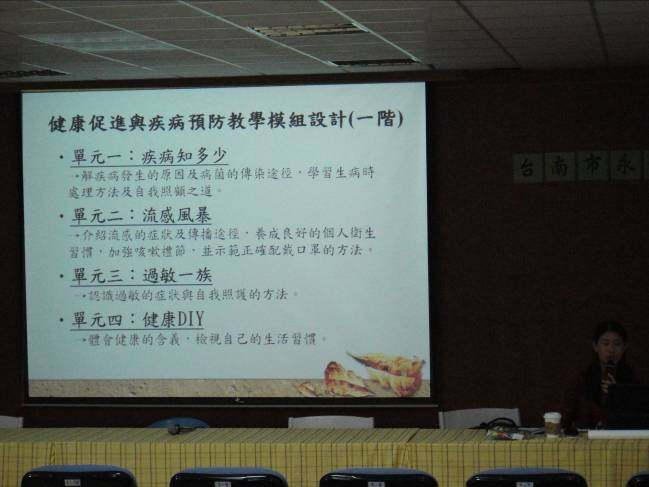 健康促進與疾病預防教學模組設計(一階)
・單元一：疾病知多少
→解疾病發生的原因及病菌的傳染途徑，學習生病時
處理方法及自我照顧之道。
・單元二：流感風暴
→介紹流感的症狀及傳播途徑，養成良好的個人衛生
習慣，加強咳嗽禮節，並示範正確配戴口罩的方法。
・單元三：過敏一族
→認識過敏的症狀與自我照護的方法。
・單元四：健康DIY
→體會健康的含義，檢視自己的生活習慣。
台南市永